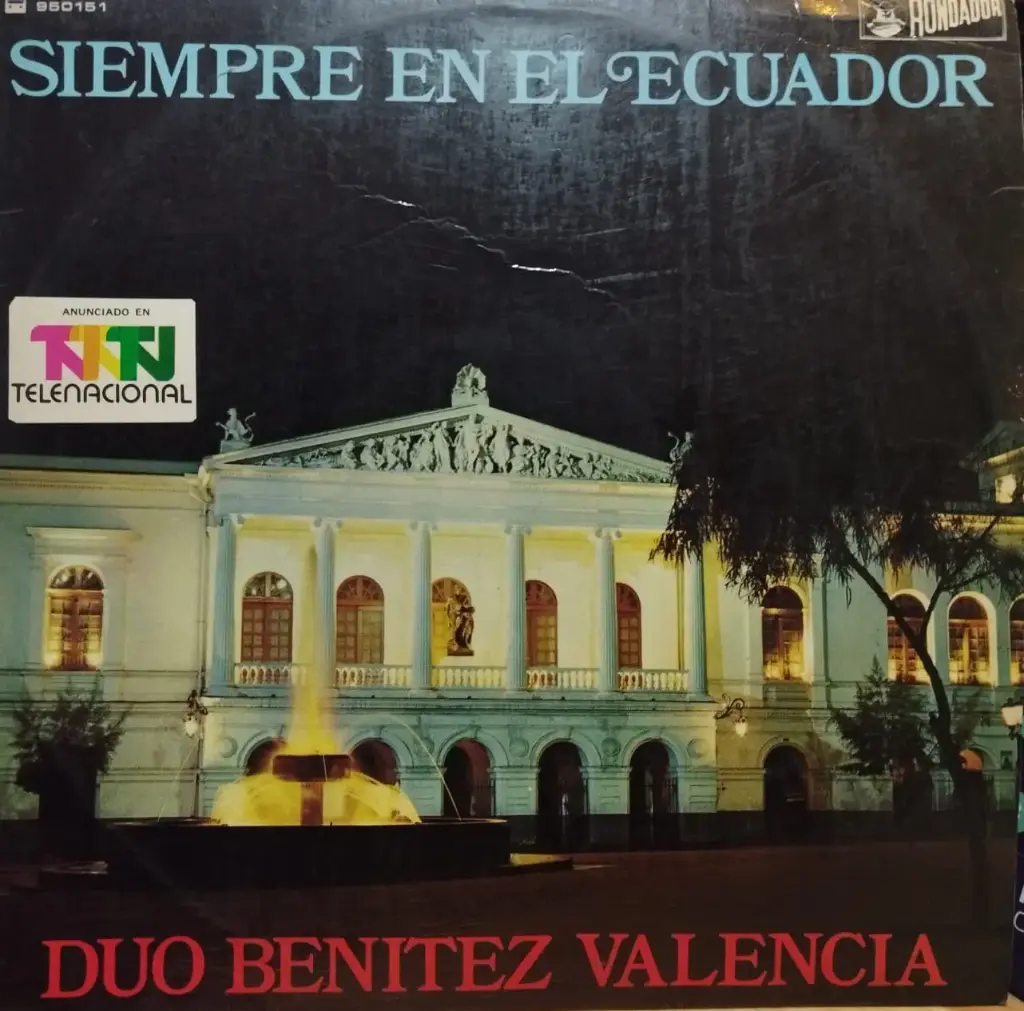 950151
RONDADOR
SIEMPRE EN EL ECUADOR
ANUNCIADO EN
TELENACIONAL
DUO BENITEZ VALENCIA